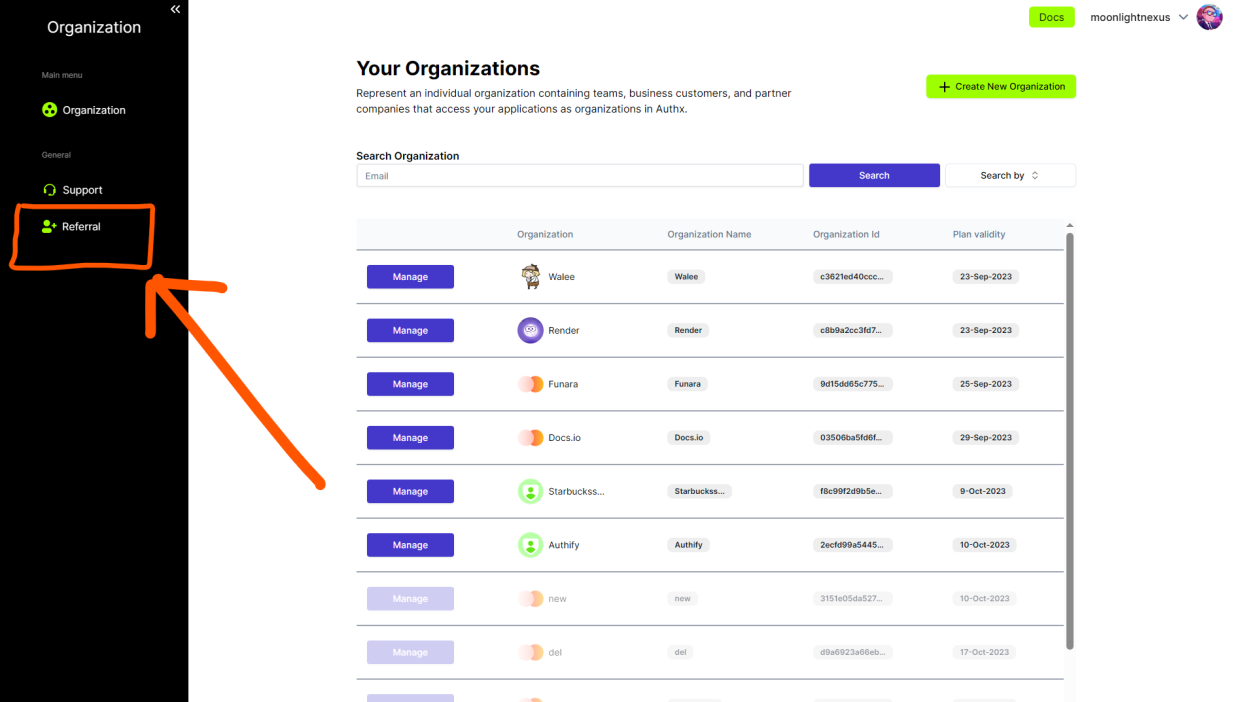 Organization
Main menu
Organization
General
Support
Referral
Docs
moonlightnexus
Your Organizations
Represent an individual organization containing teams, business customers, and partner
companies that access your applications as organizations in Authx.
Create New Organization
Search Organization
Email
Search
Search by
Organization Organization Name Organization Id Plan validity
Manage Walee Walee c3621ed40ccc... 23-Sep-2023
Manage Render Render c8b9a2cc3fd7... 23-Sep-2023
Manage Funara Funara 9d15dd65c775... 25-Sep-2023
Manage Docs.io Docs.io 03506ba5fd6f... 29-Sep-2023
Manage Starbuckss... Starbuckss... f8c99f2d9b5e... 9-Oct-2023
Manage Authify Authify 2ecfd99a5445... 10-Oct-2023
Manage new new 3151e05da527... 10-Oct-2023
Manage del del d9a6923a66eb... 17-Oct-2023